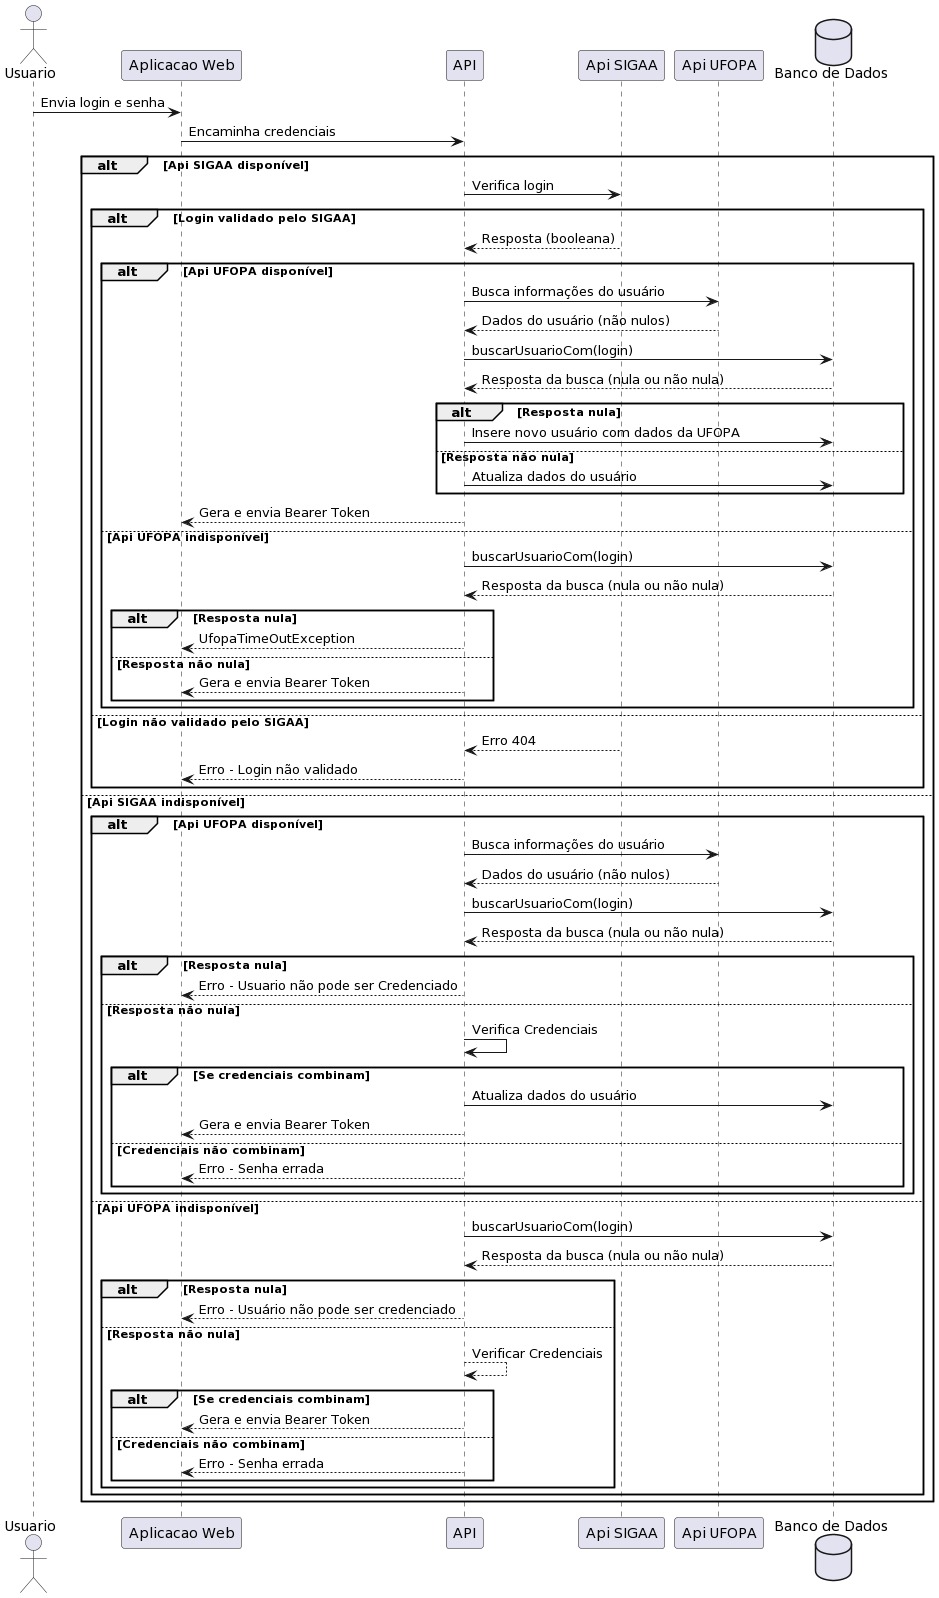 Usuario
Aplicacao Web
API
Api SIGAA
Api UFOPA
Banco de Dados
Envia login e senha
Encaminha credenciais
alt [Api SIGAA disponível]
Verifica login
alt [Login validado pelo SIGAA]
Resposta (booleana)
alt [Api UFOPA disponível]
Busca informações do usuário
Dados do usuário (não nulos)
buscarUsuarioCom(login)
Resposta da busca (nula ou não nula)
alt [Resposta nula]
Insere novo usuário com dados da UFOPA
[Resposta não nula]
Atualiza dados do usuário
Gera e envia Bearer Token
[Api UFOPA indisponível]
buscarUsuarioCom(login)
Resposta da busca (nula ou não nula)
alt [Resposta nula]
UfopaTimeOutException
[Resposta não nula]
Gera e envia Bearer Token
[Login não validado pelo SIGAA]
Erro 404
Erro - Login não validado
[Api SIGAA indisponível]
alt [Api UFOPA disponível]
Busca informações do usuário
Dados do usuário (não nulos)
buscarUsuarioCom(login)
Resposta da busca (nula ou não nula)
alt [Resposta nula]
Erro - Usuario não pode ser Credenciado
[Resposta não nula]
Verifica Credenciais
alt [Se credenciais combinam]
Atualiza dados do usuário
Gera e envia Bearer Token
[Credenciais não combinam]
Erro - Senha errada
[Api UFOPA indisponível]
buscarUsuarioCom(login)
Resposta da busca (nula ou não nula)
alt [Resposta nula]
Erro - Usuário não pode ser credenciado
[Resposta não nula]
Verificar Credenciais
alt [Se credenciais combinam]
Gera e envia Bearer Token
[Credenciais não combinam]
Erro - Senha errada
Usuario
Aplicacao Web
API
Api SIGAA
Api UFOPA
Banco de Dados